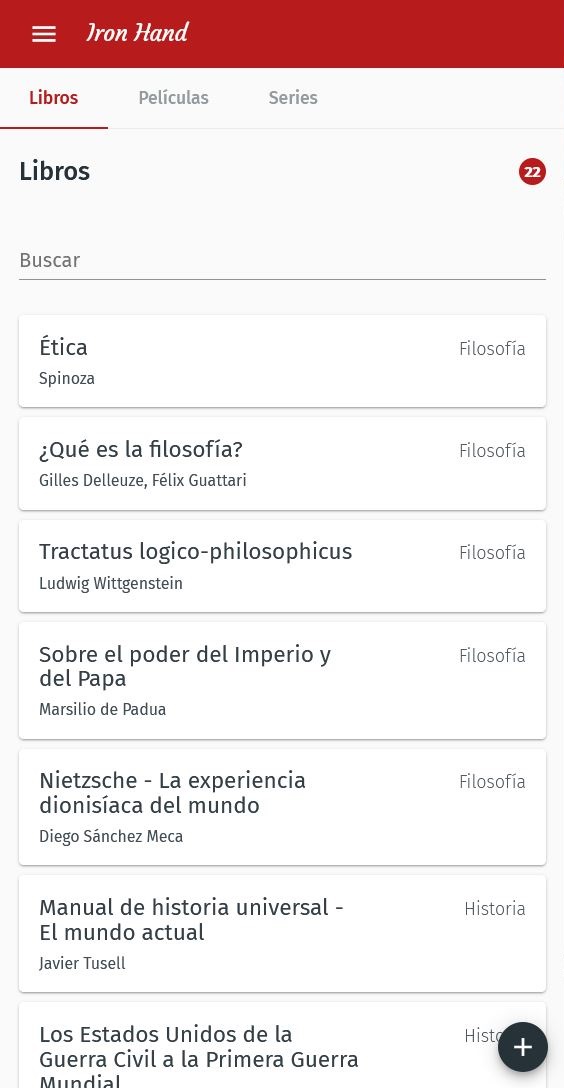 Iron Hand
Libros
Películas
Series
Libros
22
Buscar
Ética
Filosofía
Spinoza
¿Qué es la filosofía?
Filosofía
Gilles Delleuze, Félix Guattari
Tractatus logico-philosophicus
Filosofía
Ludwig Wittgenstein
Sobre el poder del Imperio y
del Papa
Filosofía
Marsilio de Padua
Nietzsche - La experiencia
dionisíaca del mundo
Filosofía
Diego Sánchez Meca
Manual de historia universal -
El mundo actual
Historia
Javier Tusell
Los Estados Unidos de la
Guerra Civil a la Primera Guerra
Mundial